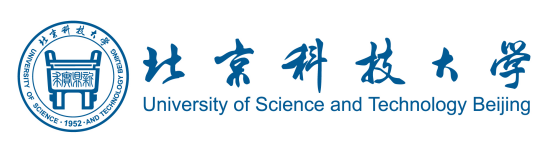 北京科技大学
UNIVERSITY OF SCIENCE AND TECHNOLOGY BEIJING
·1952·
北京科技大学
University of Science and Technology Beijing